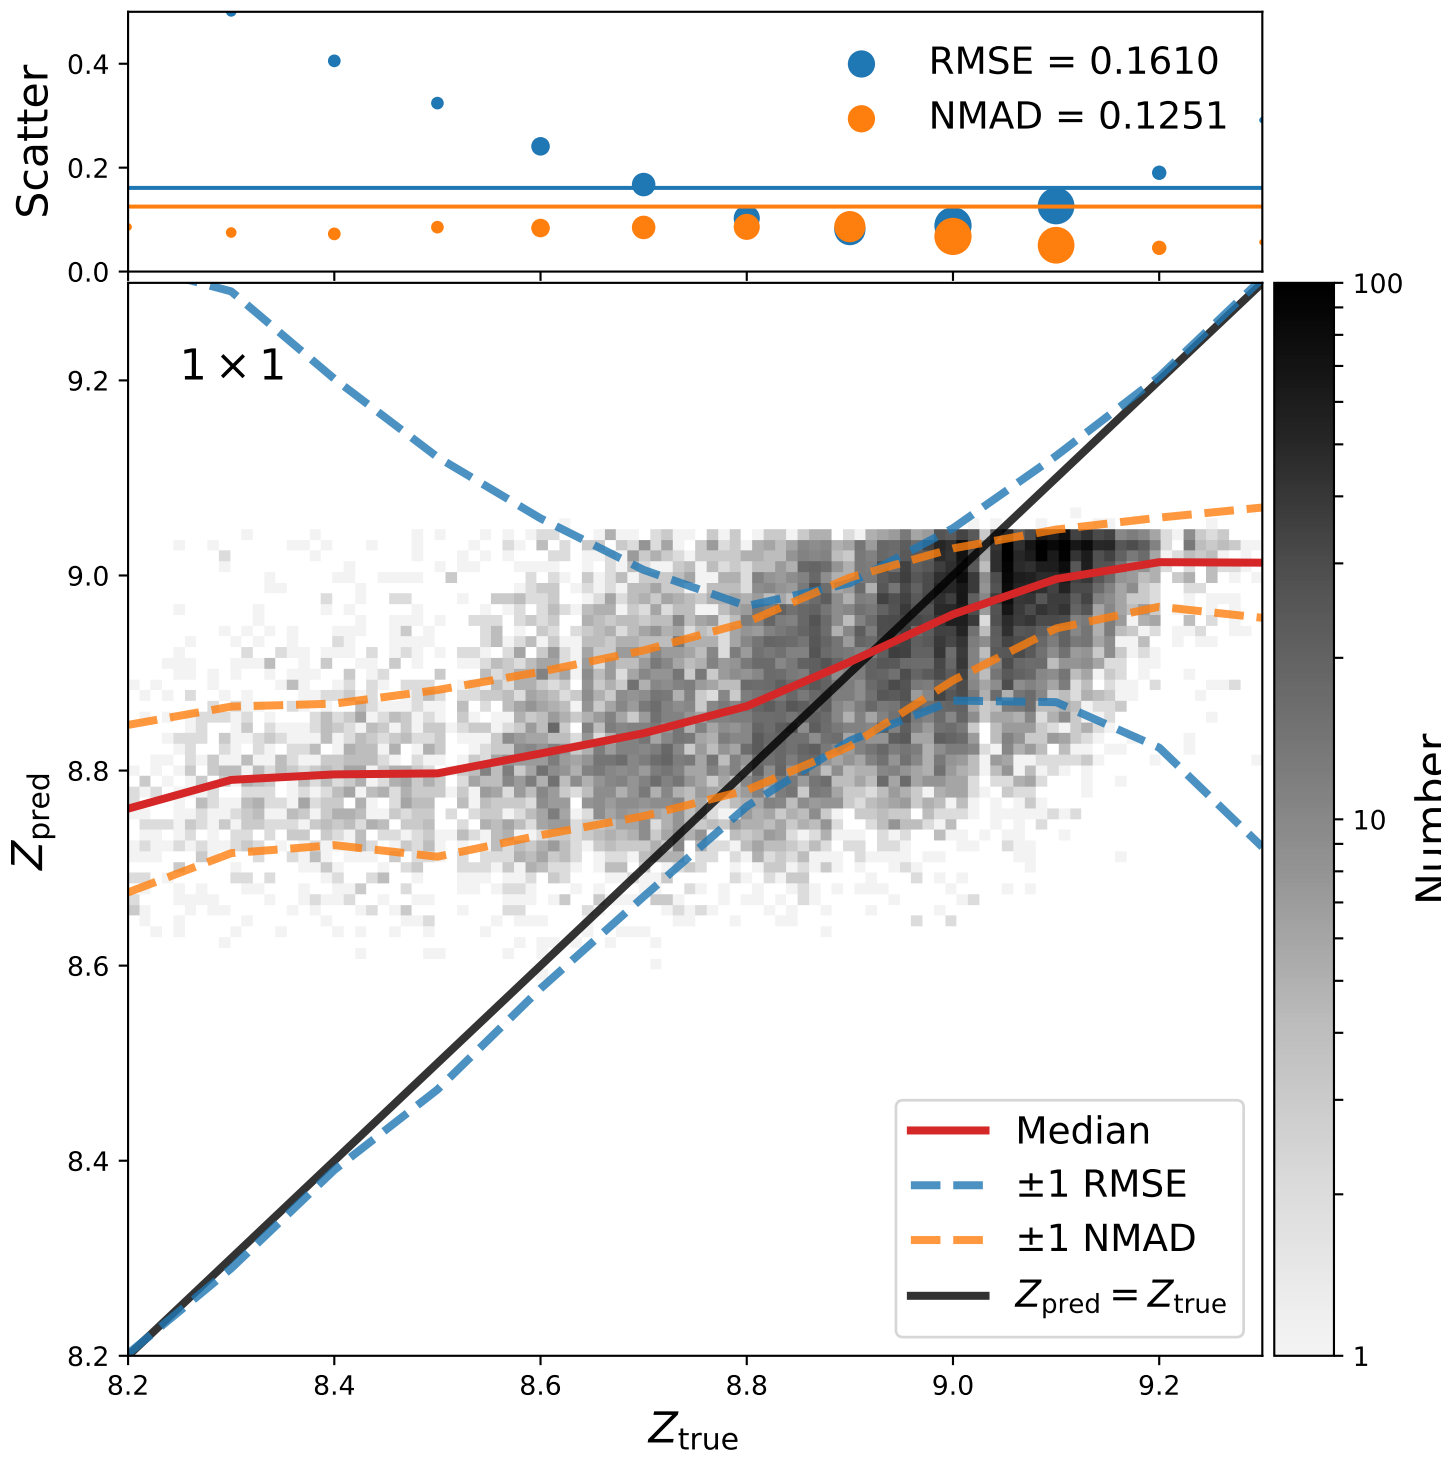 Scatter
0.4
0.2
0.0
RMSE = 0.1610
NMAD = 0.1251
1 × 1
Z_pred
9.2
9.0
8.8
8.6
8.4
8.2
Median
±1 RMSE
±1 NMAD
Z_pred = Z_true
8.2 8.4 8.6 8.8 9.0 9.2
Z_true
100
10
1
Number